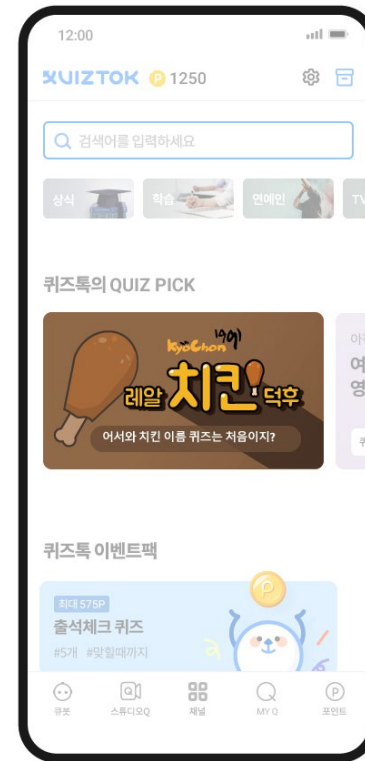 12:00
QUIZTOK P 1250
검색어를 입력하세요
상식 학습 연예인 TV
퀴즈톡의 QUIZ PICK
KyoChon 1991
레알 치킨 덕후
어서와 치킨 이름 퀴즈는 처음이지?
여
영
퀴즈톡 이벤트팩
최대 575P
P
출석체크 퀴즈
#5개 #맞힐때까지
큐봇 스튜디오Q 채널 MY Q 포인트